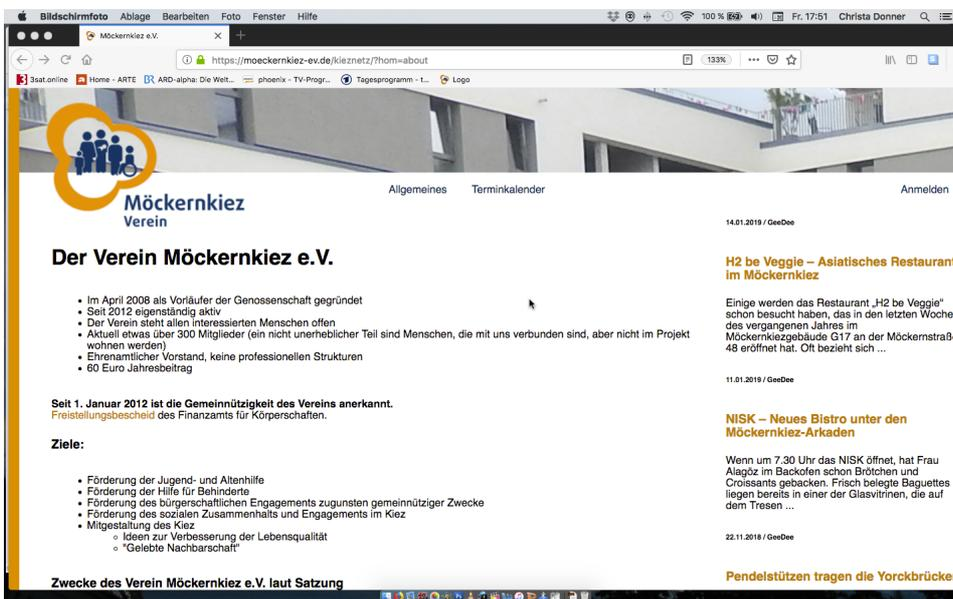 Bildschirmfoto Ablage Bearbeiten Foto Fenster Hilfe
100 % Fr. 17:51 Christa Donner
Möckernkiez e.V.
https://moeckernkiez-ev.de/kieznetz/?hom=about
133%
3sat.online Home - ARTE ARD-alpha: Die Welt... phoenix - TV-Progr... Tagesprogramm - t... Logo
Möckernkiez
Verein
Allgemeines Terminkalender Anmelden
Der Verein Möckernkiez e.V.
Im April 2008 als Vorläufer der Genossenschaft gegründet
Seit 2012 eigenständig aktiv
Der Verein steht allen interessierten Menschen offen
Aktuell etwas über 300 Mitglieder (ein nicht unerheblicher Teil sind Menschen, die mit uns verbunden sind, aber nicht im Projekt
wohnen werden)
Ehrenamtlicher Vorstand, keine professionellen Strukturen
60 Euro Jahresbeitrag
Seit 1. Januar 2012 ist die Gemeinnützigkeit des Vereins anerkannt.
Freistellungsbescheid des Finanzamts für Körperschaften.
Ziele:
Förderung der Jugend- und Altenhilfe
Förderung der Hilfe für Behinderte
Förderung des bürgerschaftlichen Engagements zugunsten gemeinnütziger Zwecke
Förderung des sozialen Zusammenhalts und Engagements im Kiez
Mitgestaltung des Kiez
Ideen zur Verbesserung der Lebensqualität
"Gelebte Nachbarschaft"
Zwecke des Verein Möckernkiez e.V. laut Satzung
14.01.2019 / GeeDee
H2 be Veggie – Asiatisches Restaurant
im Möckernkiez
Einige werden das Restaurant „H2 be Veggie"
schon besucht haben, das in den letzten Woche
des vergangenen Jahres im
Möckernkiezgebäude G17 an der Möckernstraß
48 eröffnet hat. Oft bezieht sich ...
11.01.2019 / GeeDee
NISK – Neues Bistro unter den
Möckernkiez-Arkaden
Wenn um 7.30 Uhr das NISK öffnet, hat Frau
Alagöz im Backofen schon Brötchen und
Croissants gebacken. Frisch belegte Baguettes
liegen bereits in einer der Glasvitrinen, die auf
dem Tresen ...
22.11.2018 / GeeDee
Pendelstützen tragen die Yorckbrücke